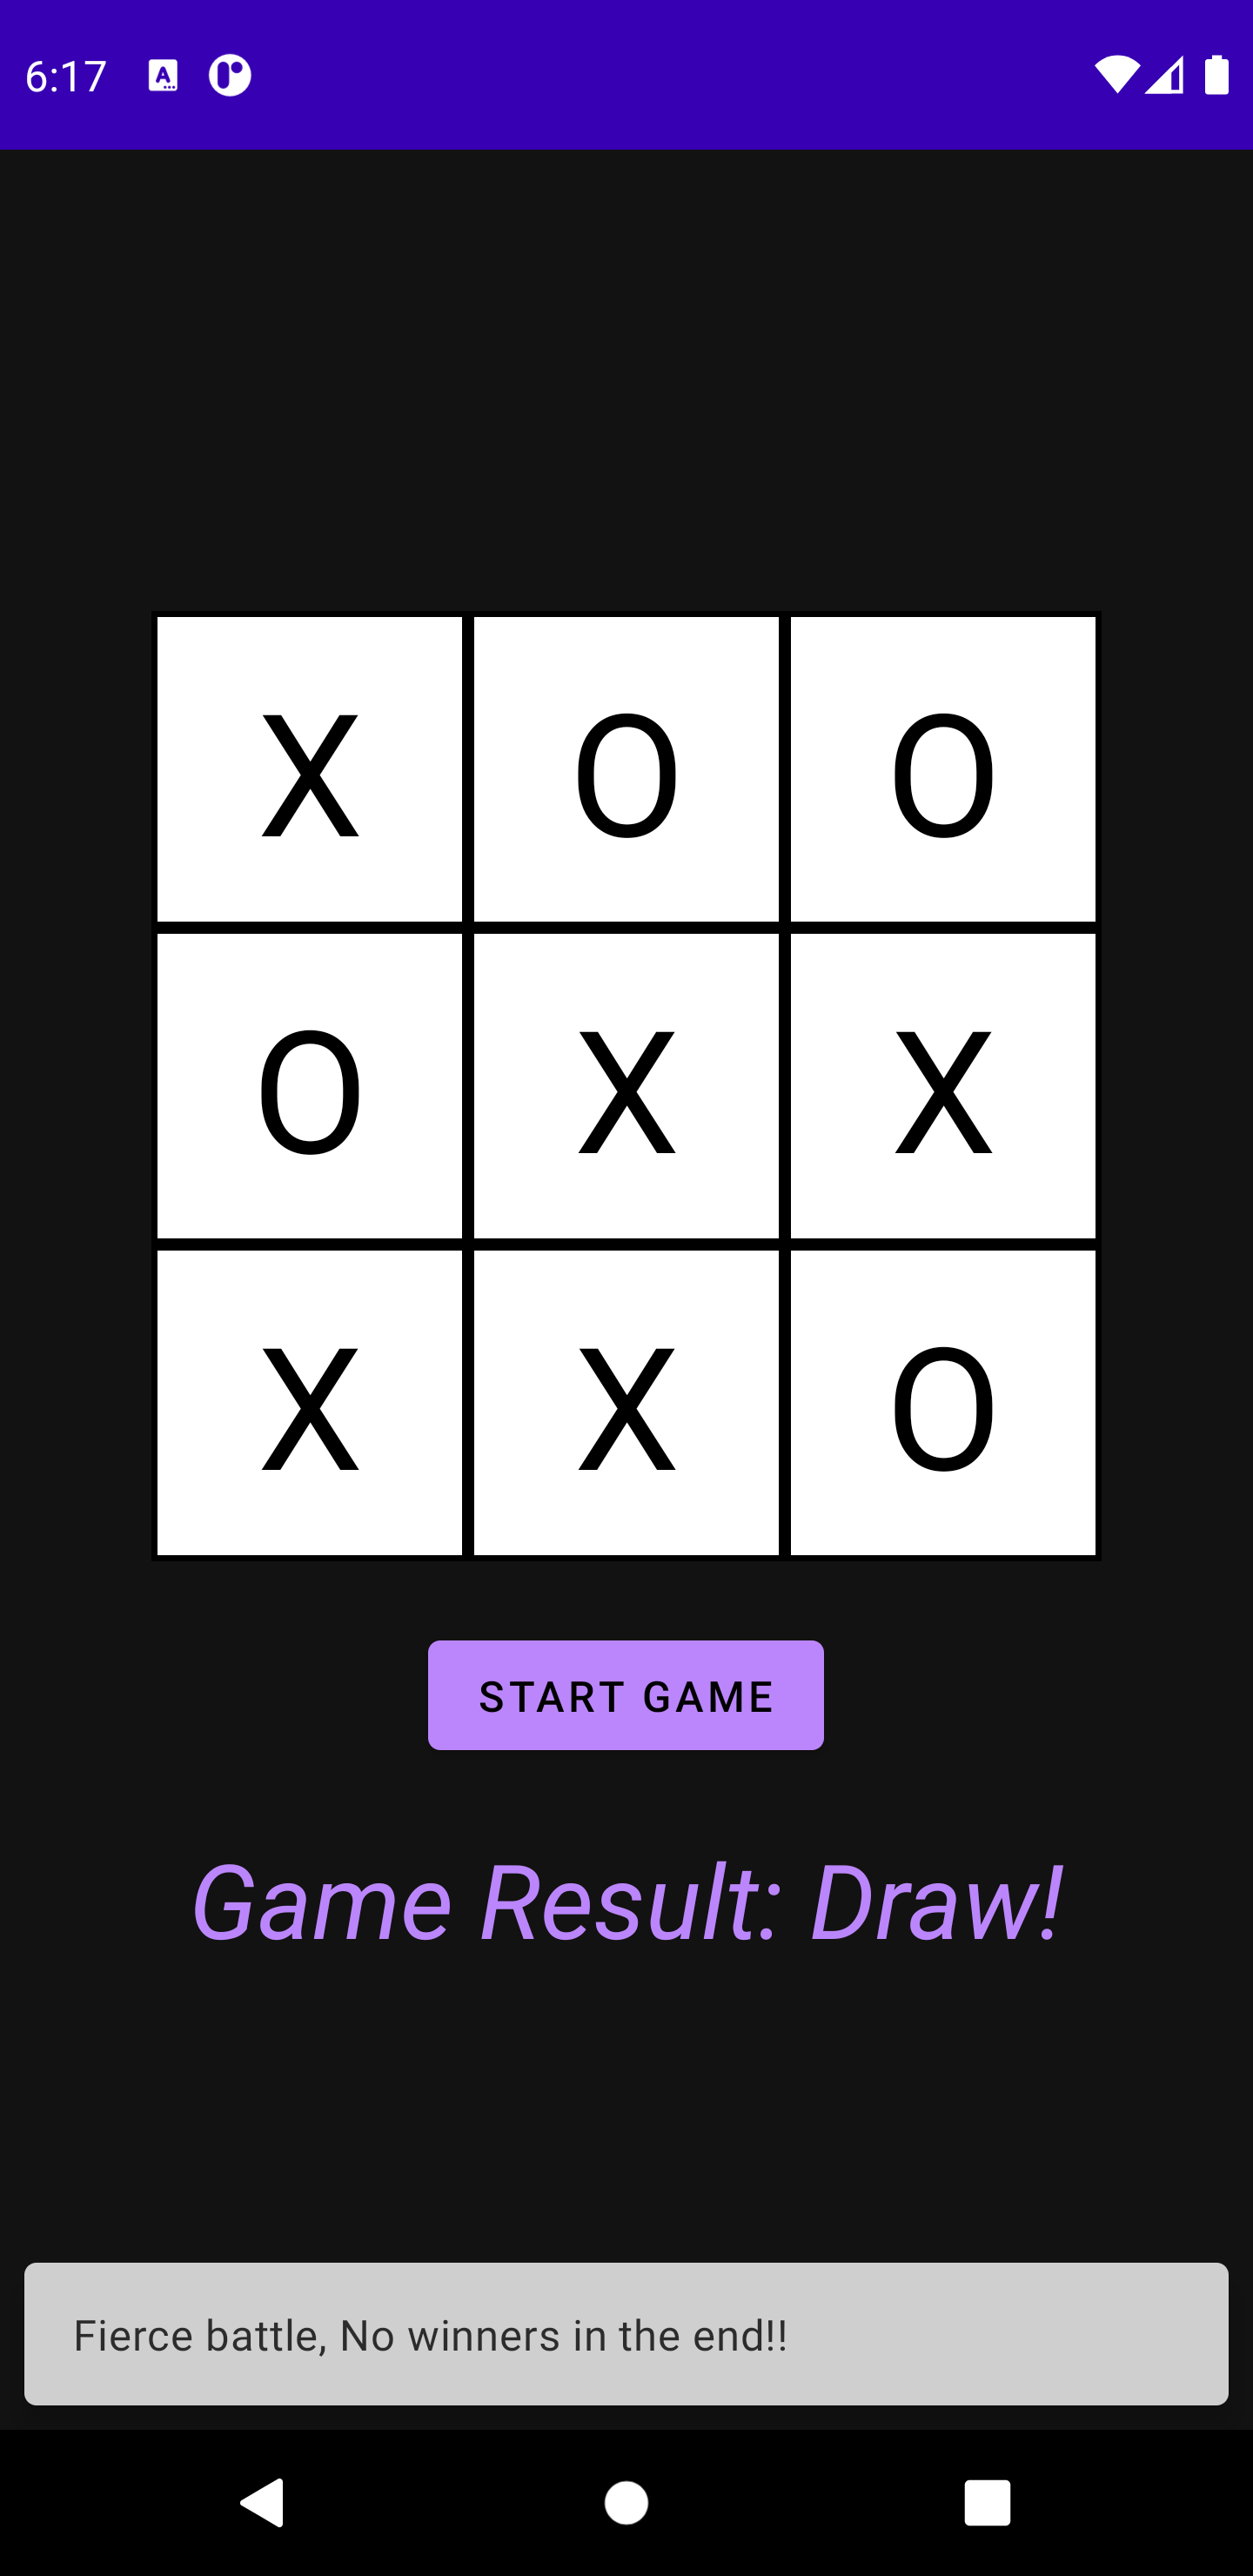 6:17
X O O
O X X
X X O
START GAME
Game Result: Draw!
Fierce battle, No winners in the end!!